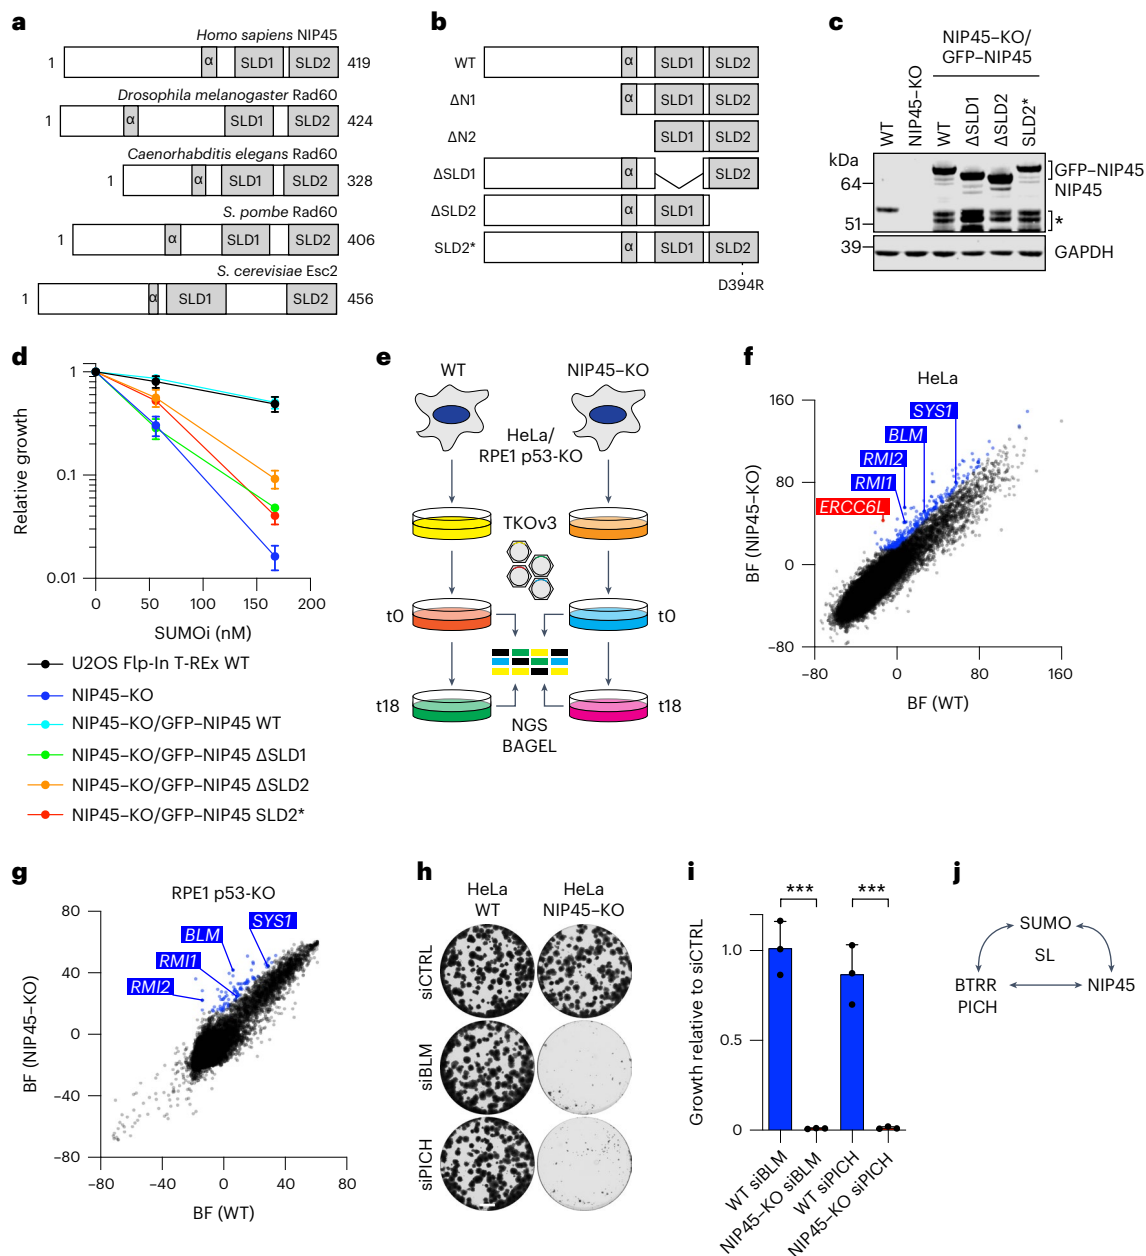 a
Homo sapiens NIP45
1 α SLD1 SLD2 419
Drosophila melanogaster Rad60
1 α SLD1 SLD2 424
Caenorhabditis elegans Rad60
1 α SLD1 SLD2 328
S. pombe Rad60
1 α SLD1 SLD2 406
S. cerevisiae Esc2
1 α SLD1 SLD2 456
b
WT α SLD1 SLD2
ΔN1 α SLD1 SLD2
ΔN2 SLD1 SLD2
ΔSLD1 α SLD2
ΔSLD2 α SLD1
SLD2* α SLD1 SLD2
D394R
c
NIP45–KO/
GFP–NIP45
WT
NIP45–KO
WT
ΔSLD1
ΔSLD2
SLD2*
kDa
64
51
39
GFP–NIP45
NIP45
*
GAPDH
d
Relative growth
1
0.1
0.01
0 50 100 150 200
SUMOi (nM)
U2OS Flp-In T-REx WT
NIP45–KO
NIP45–KO/GFP–NIP45 WT
NIP45–KO/GFP–NIP45 ΔSLD1
NIP45–KO/GFP–NIP45 ΔSLD2
NIP45–KO/GFP–NIP45 SLD2*
e
WT NIP45–KO
HeLa/
RPE1 p53-KO
TKOv3
t0 t0
t18 t18
NGS
BAGEL
f
HeLa
BF (NIP45–KO)
160
80
0
–80
–80 0 80 160
BF (WT)
SYS1
BLM
RMI2
RMI1
ERCC6L
g
RPE1 p53-KO
BF (NIP45–KO)
80
40
0
–40
–80
–80 –40 0 40 80
BF (WT)
SYS1
BLM
RMI1
RMI2
h
HeLa
WT
HeLa
NIP45–KO
siCTRL
siBLM
siPICH
i
Growth relative to siCTRL
*** ***
1.0
0.5
0
WT siBLM
NIP45–KO siBLM
WT siPICH
NIP45–KO siPICH
j
SUMO
SL
BTRR
PICH
NIP45